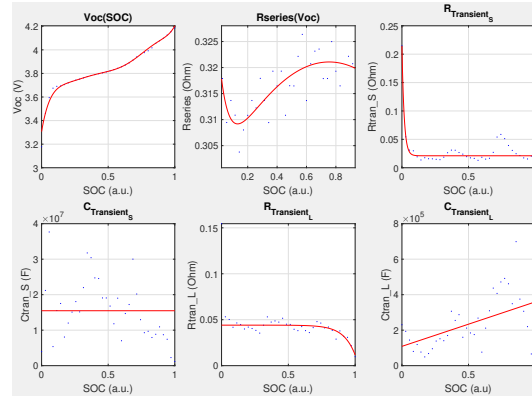 Voc(SOC)
Voc (V)
4.2
4
3.8
3.6
3.4
3.2
3
0
0.5
1
SOC (a.u.)
Rseries(Voc)
Rseries (Ohm)
0.325
0.32
0.315
0.31
0.305
0.2
0.4
0.6
0.8
SOC (a.u.)
R_Transient_S
Rtran_S (Ohm)
0.25
0.2
0.15
0.1
0.05
0
0
0.5
SOC (a.u.)
C_Transient_S
×10^7
Ctran_S (F)
4
3
2
1
0
0
0.5
1
SOC (a.u.)
R_Transient_L
Rtran_L (Ohm)
0.15
0.1
0.05
0
0
0.5
1
SOC (a.u.)
C_Transient_L
×10^5
Ctran_L (F)
8
6
4
2
0
0
0.5
SOC (a.u)